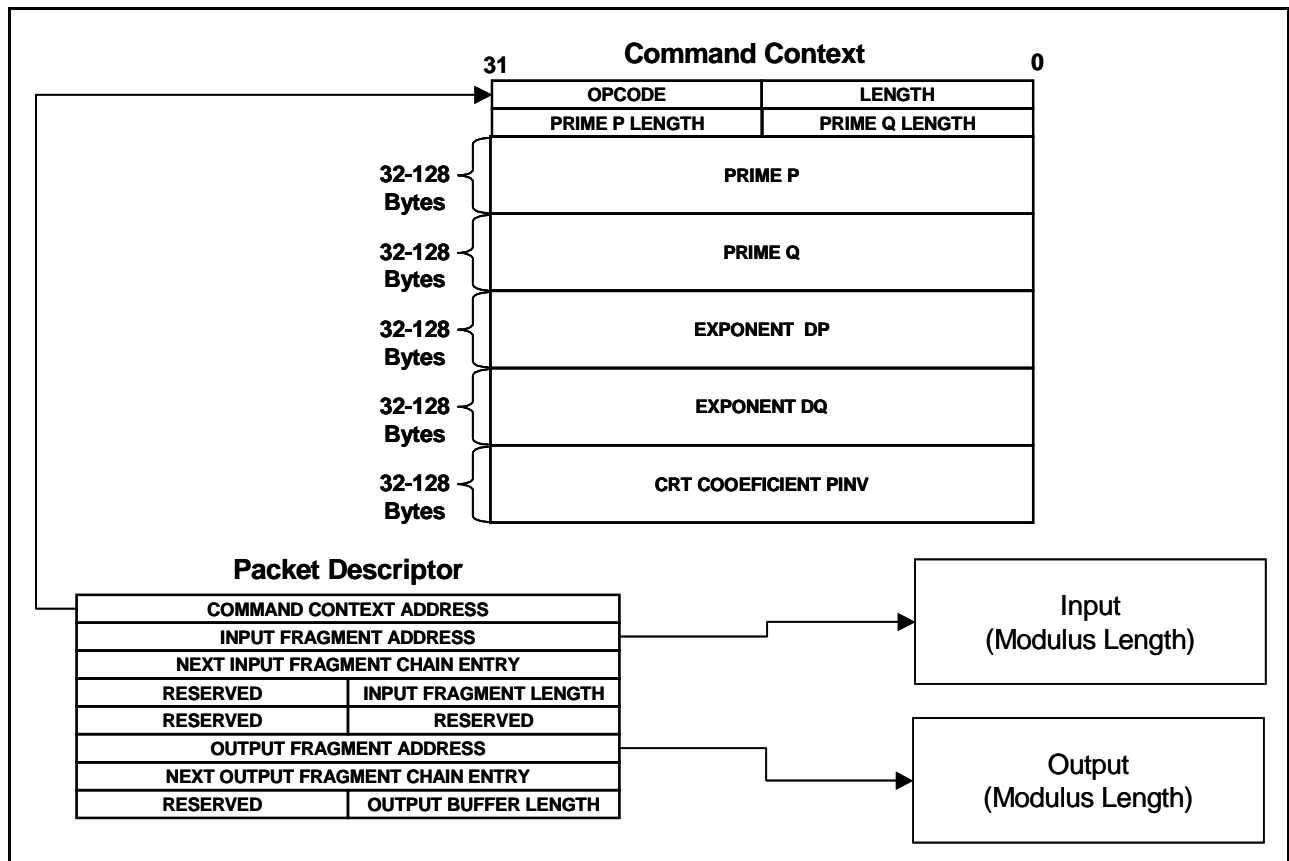 Command Context
31
0
OPCODE LENGTH
PRIME P LENGTH PRIME Q LENGTH
32-128
Bytes
PRIME P
32-128
Bytes
PRIME Q
32-128
Bytes
EXPONENT DP
32-128
Bytes
EXPONENT DQ
32-128
Bytes
CRT COOEFICIENT PINV
Packet Descriptor
COMMAND CONTEXT ADDRESS
INPUT FRAGMENT ADDRESS
NEXT INPUT FRAGMENT CHAIN ENTRY
RESERVED INPUT FRAGMENT LENGTH
RESERVED RESERVED
OUTPUT FRAGMENT ADDRESS
NEXT OUTPUT FRAGMENT CHAIN ENTRY
RESERVED OUTPUT BUFFER LENGTH
Input
(Modulus Length)
Output
(Modulus Length)